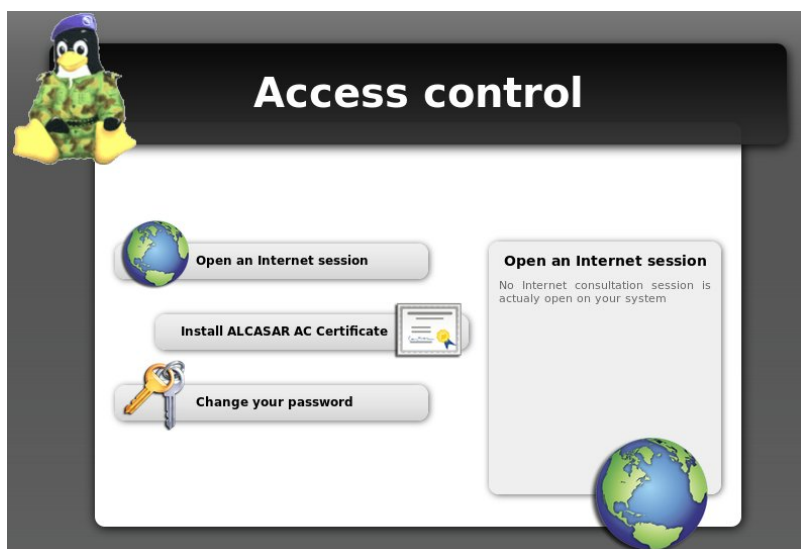 Access control
Open an Internet session
Install ALCASAR AC Certificate
Change your password
Open an Internet session
No Internet consultation session is
actualy open on your system